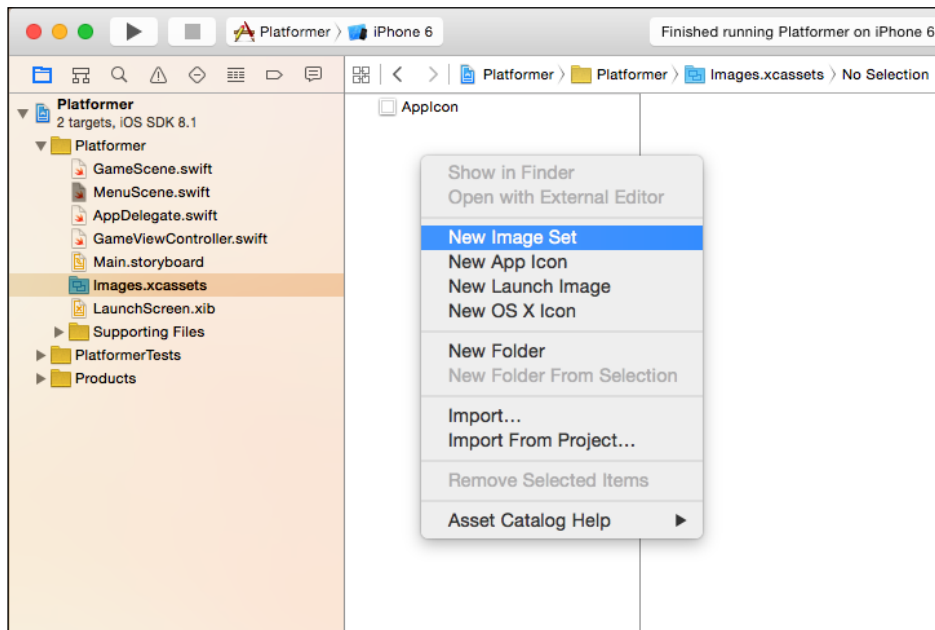 Platformer iPhone 6
Finished running Platformer on iPhone 6
Platformer Platformer Images.xcassets No Selection
Platformer
2 targets, iOS SDK 8.1
Platformer
GameScene.swift
MenuScene.swift
AppDelegate.swift
GameViewController.swift
Main.storyboard
Images.xcassets
LaunchScreen.xib
Supporting Files
PlatformerTests
Products
AppIcon
Show in Finder
Open with External Editor
New Image Set
New App Icon
New Launch Image
New OS X Icon
New Folder
New Folder From Selection
Import...
Import From Project...
Remove Selected Items
Asset Catalog Help